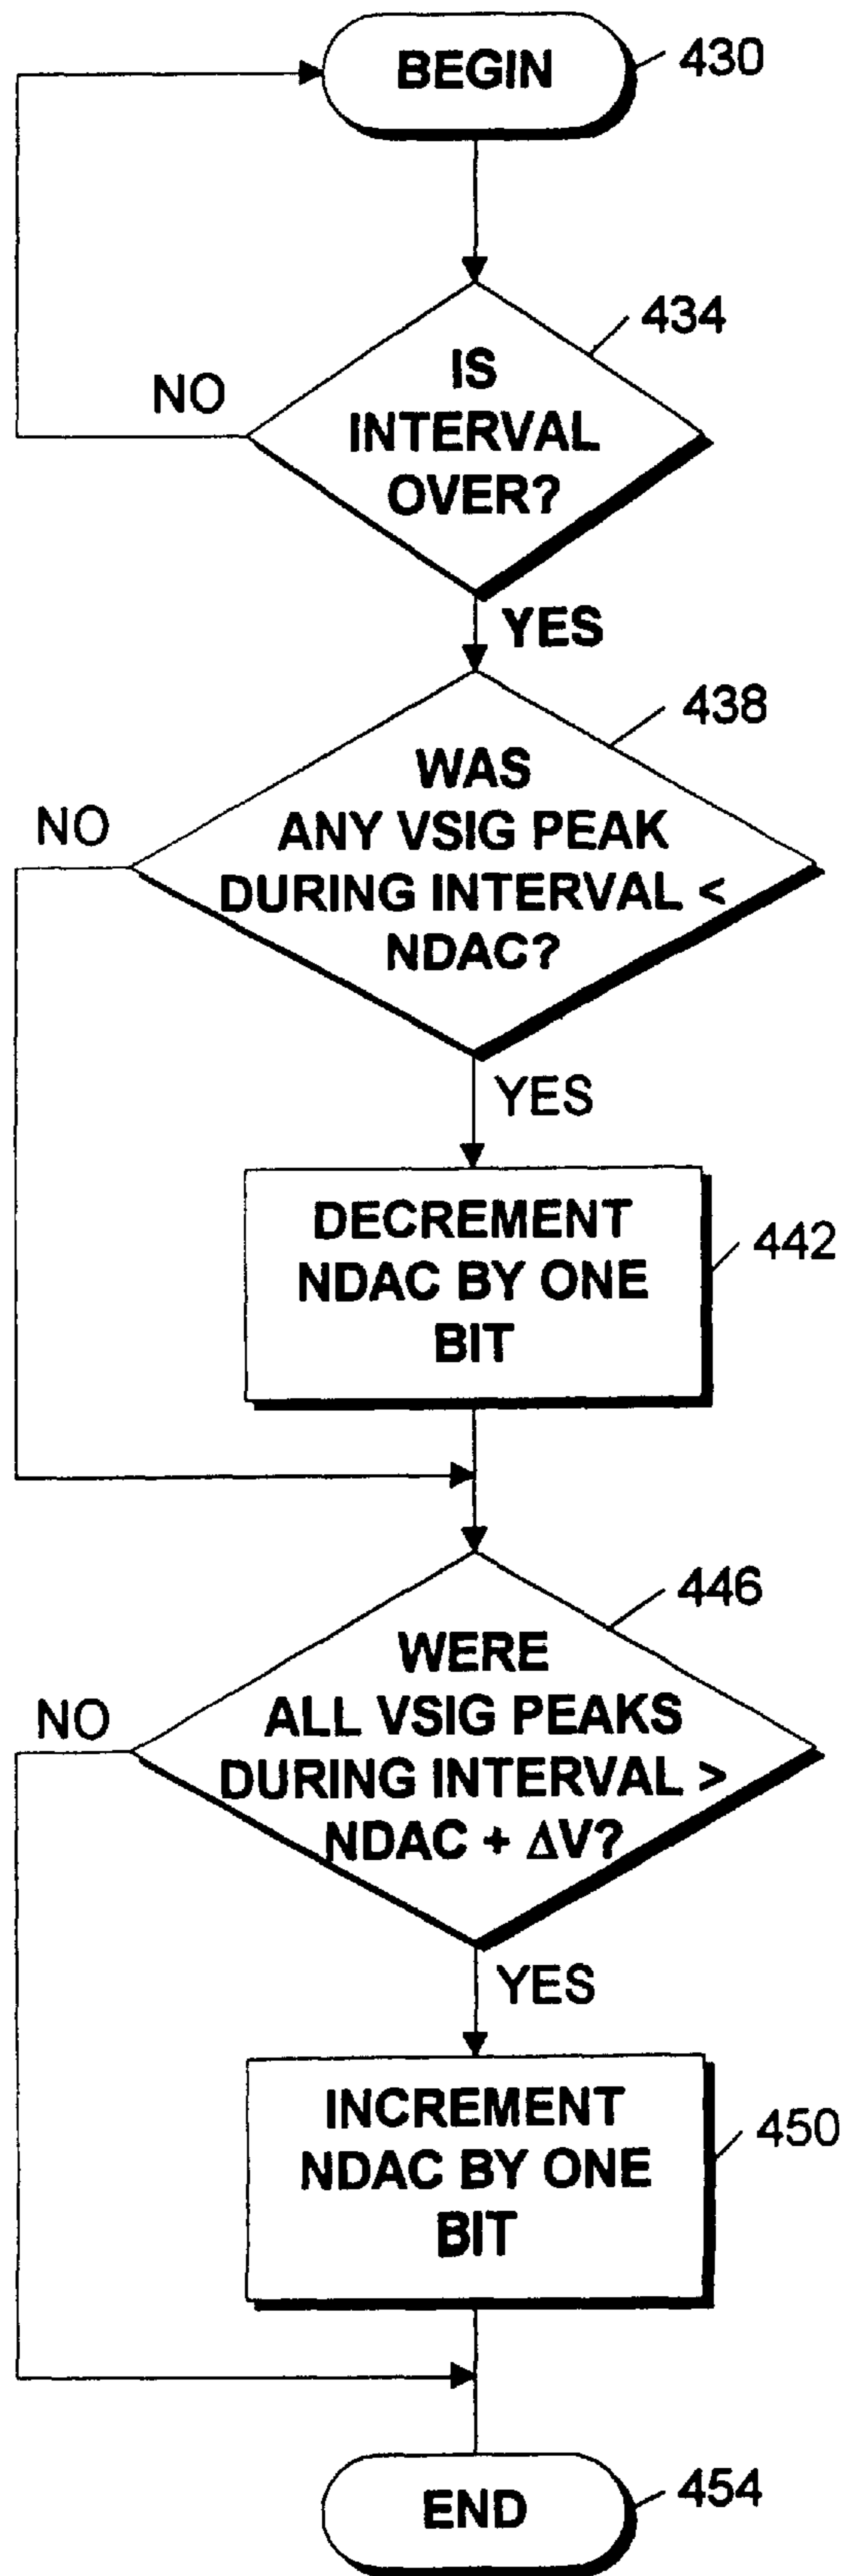 BEGIN
430
434
IS
INTERVAL
OVER?
NO
YES
438
WAS
ANY VSIG PEAK
DURING INTERVAL <
NDAC?
NO
YES
DECREMENT
NDAC BY ONE
BIT
442
446
WERE
ALL VSIG PEAKS
DURING INTERVAL >
NDAC + ΔV?
NO
YES
INCREMENT
NDAC BY ONE
BIT
450
END
454